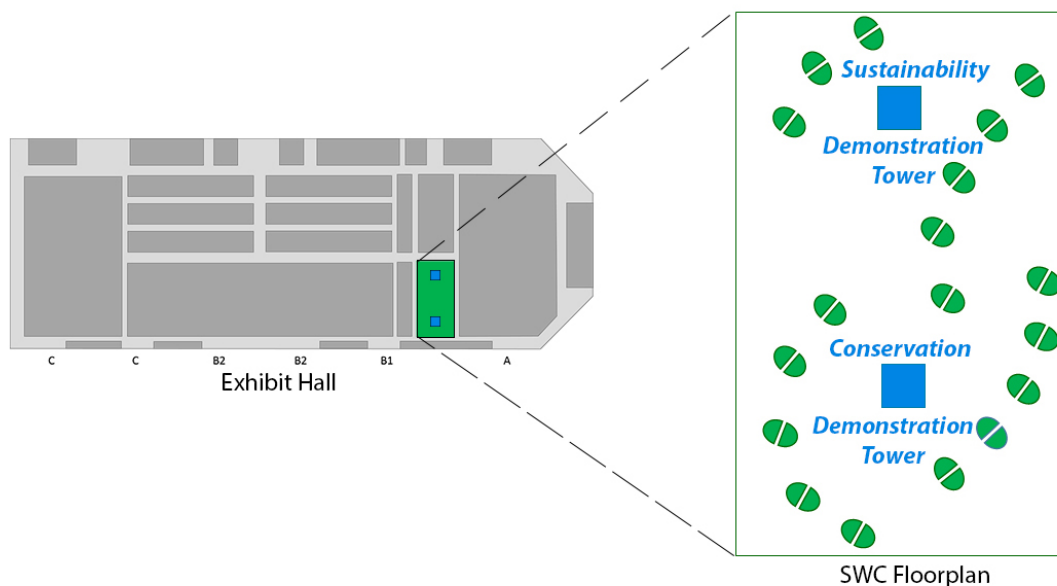 Sustainability
Demonstration
Tower
Conservation
Demonstration
Tower
C
C
B2
B2
B1
A
Exhibit Hall
SWC Floorplan